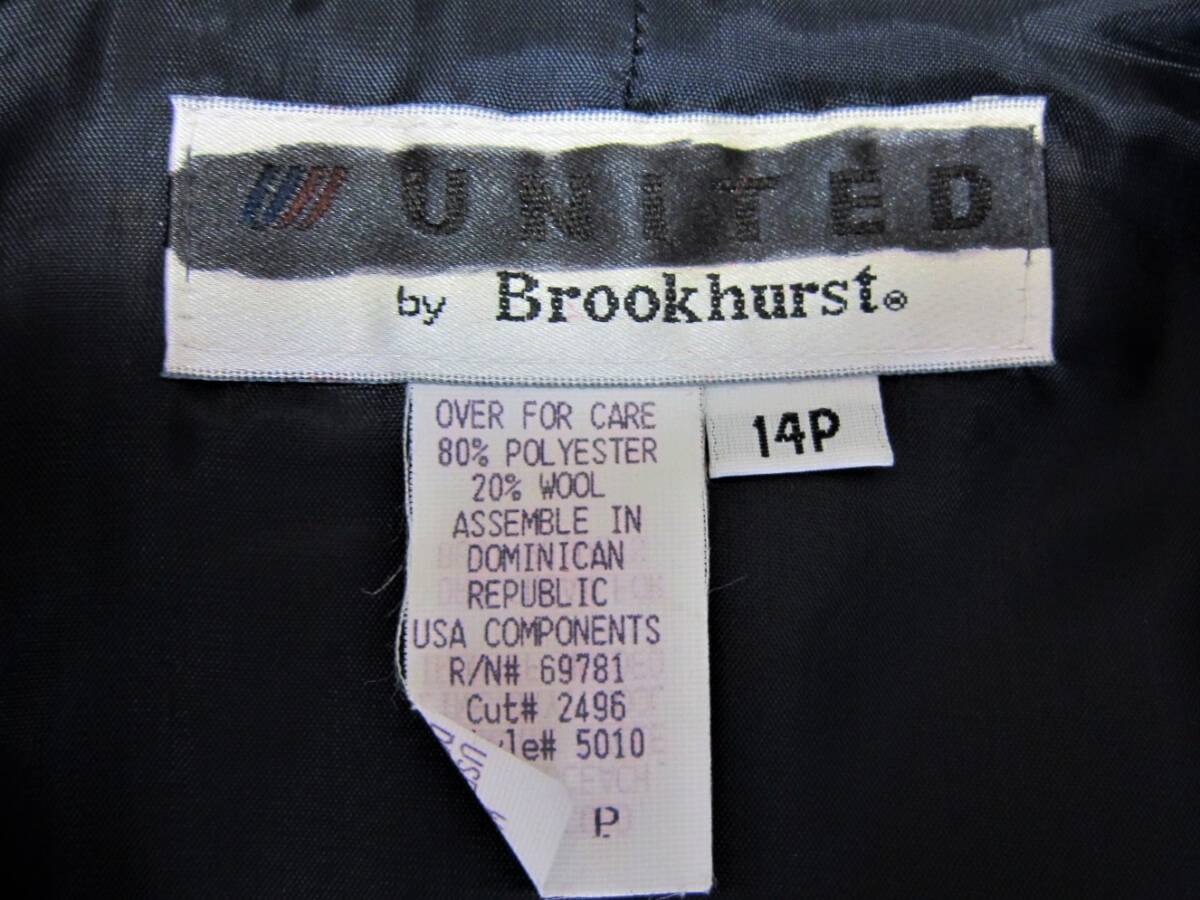 UNITED
by Brookhurst®
14P
OVER FOR CARE
80% POLYESTER
20% WOOL
ASSEMBLE IN
DOMINICAN
REPUBLIC
USA COMPONENTS
R/N# 69781
Cut# 2496
yle# 5010
P